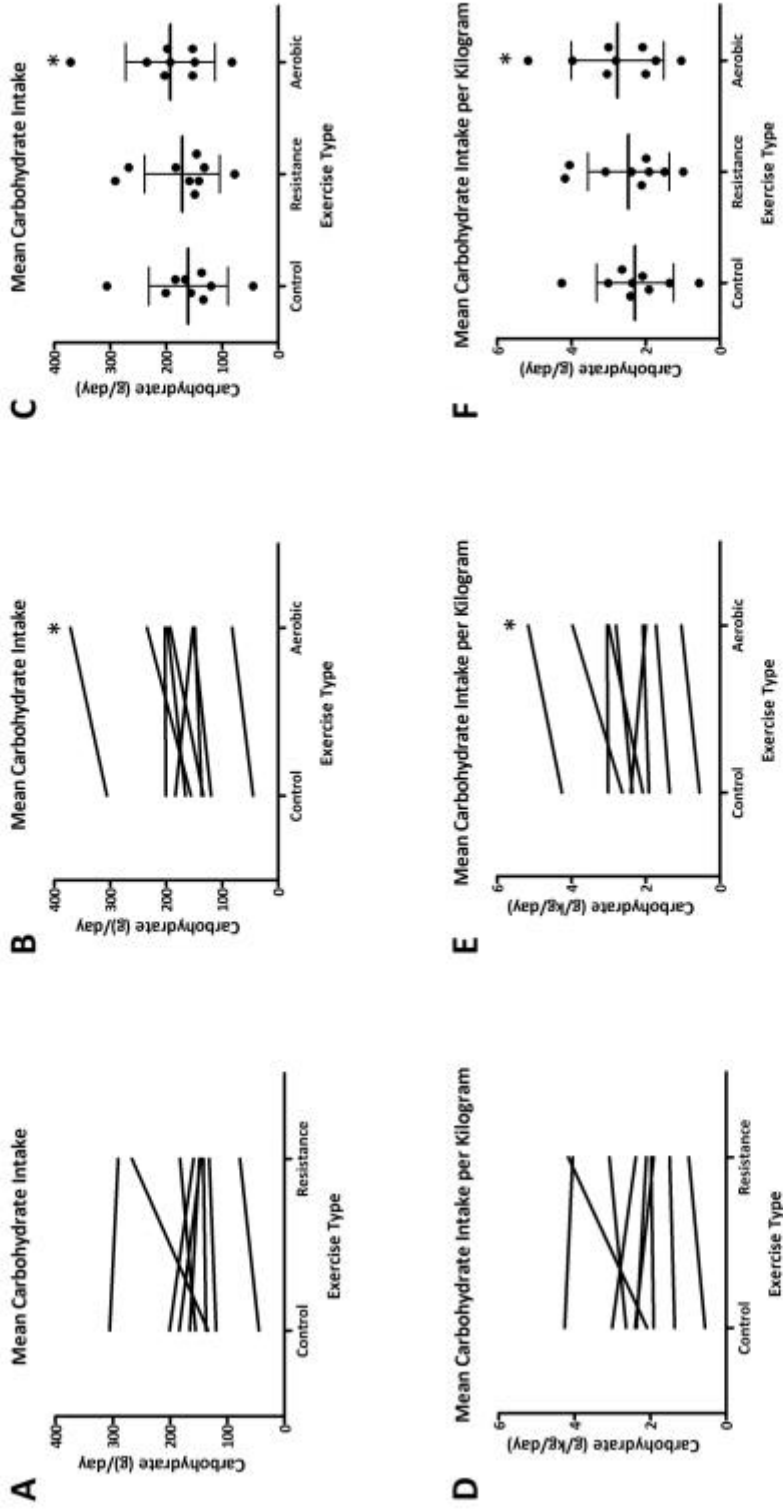 A
Mean Carbohydrate Intake
Carbohydrate (g)/day)
400
300
200
100
0
Control
Resistance
Exercise Type
B
Mean Carbohydrate Intake
*
Carbohydrate (g)/day)
400
300
200
100
0
Control
Aerobic
Exercise Type
C
Mean Carbohydrate Intake
*
Carbohydrate (g/day)
400
300
200
100
0
Control
Resistance
Aerobic
Exercise Type
D
Mean Carbohydrate Intake per Kilogram
Carbohydrate (g/kg/day)
6
4
2
0
Control
Resistance
Exercise Type
E
Mean Carbohydrate Intake per Kilogram
*
Carbohydrate (g/kg/day)
6
4
2
0
Control
Aerobic
Exercise Type
F
Mean Carbohydrate Intake per Kilogram
*
Carbohydrate (g/day)
6
4
2
0
Control
Resistance
Aerobic
Exercise Type